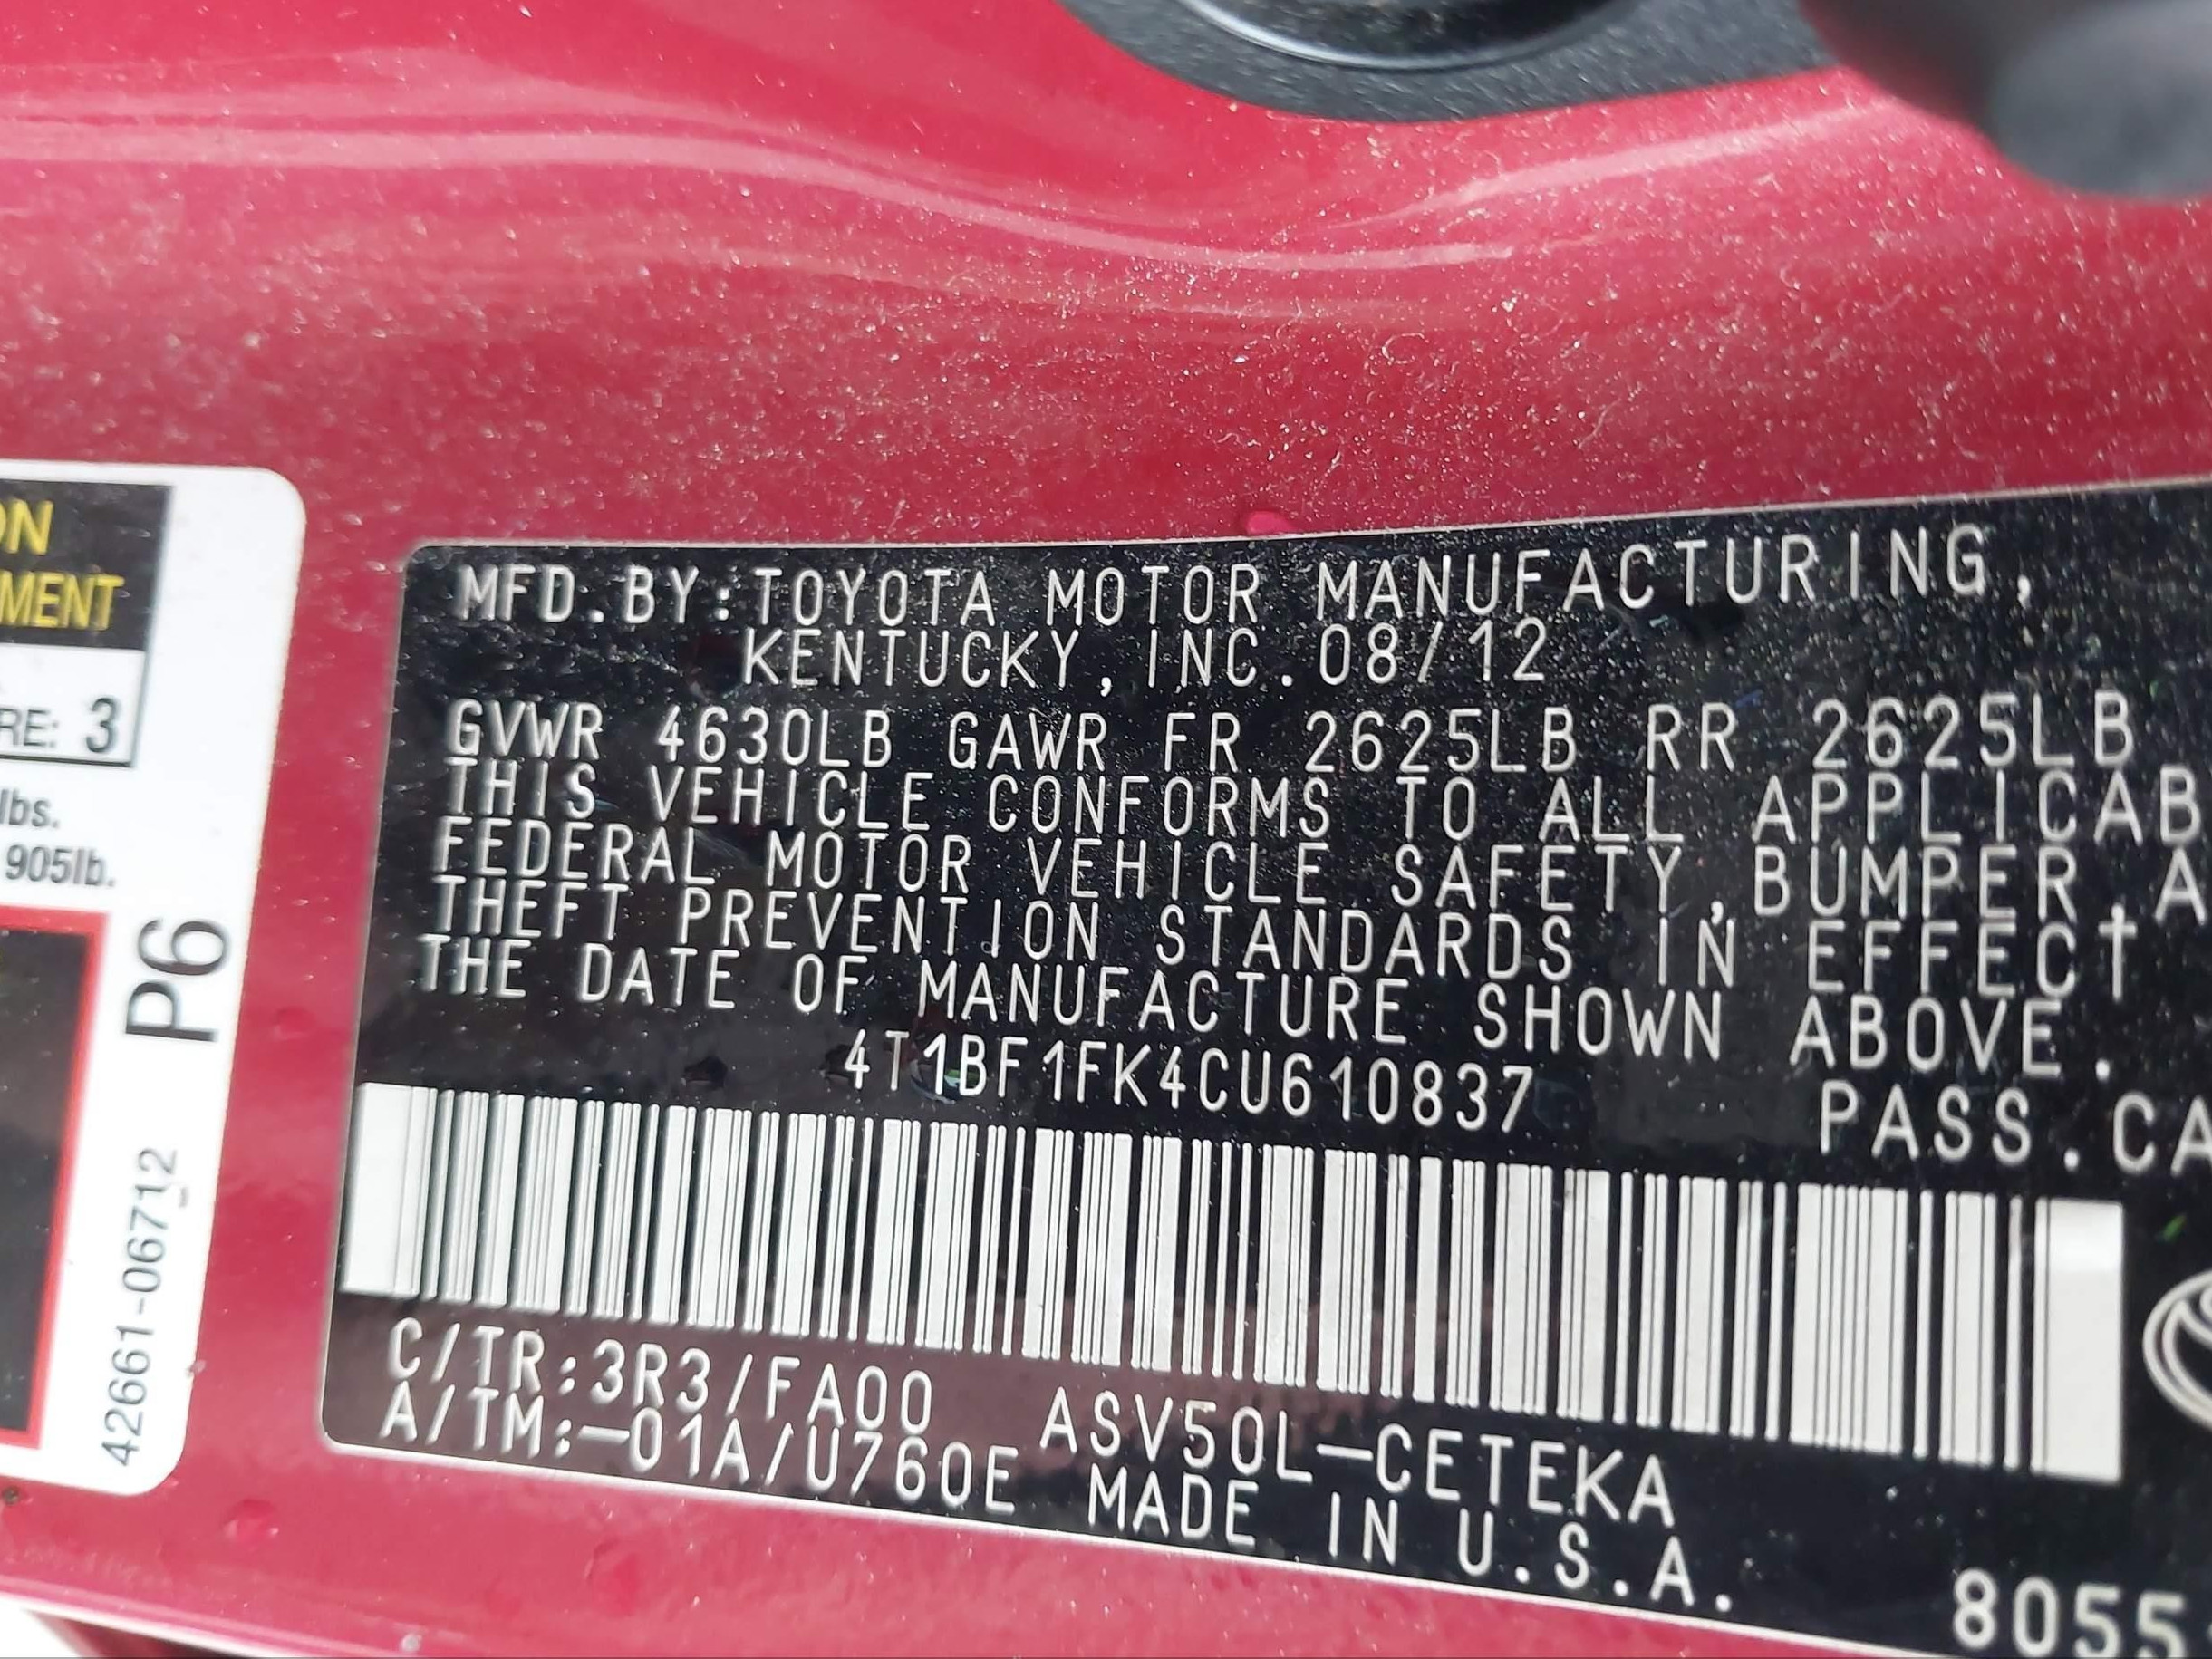 ON
MENT
RE: 3
lbs.
905lb.
P6
42661-06712
MFD.BY:TOYOTA MOTOR MANUFACTURING,
KENTUCKY,INC.08/12
GVWR 4630LB GAWR FR 2625LB RR 2625LB
THIS VEHICLE CONFORMS TO ALL APPLICAB
FEDERAL MOTOR VEHICLE SAFETY,BUMPER A
THEFT PREVENTION STANDARDS IN EFFECT
THE DATE OF MANUFACTURE SHOWN ABOVE.
4T1BF1FK4CU610837
PASS.CA
C/TR:3R3/FA00 ASV50L-CETEKA
A/TM:-01A/U760E MADE IN U.S.A.
8055